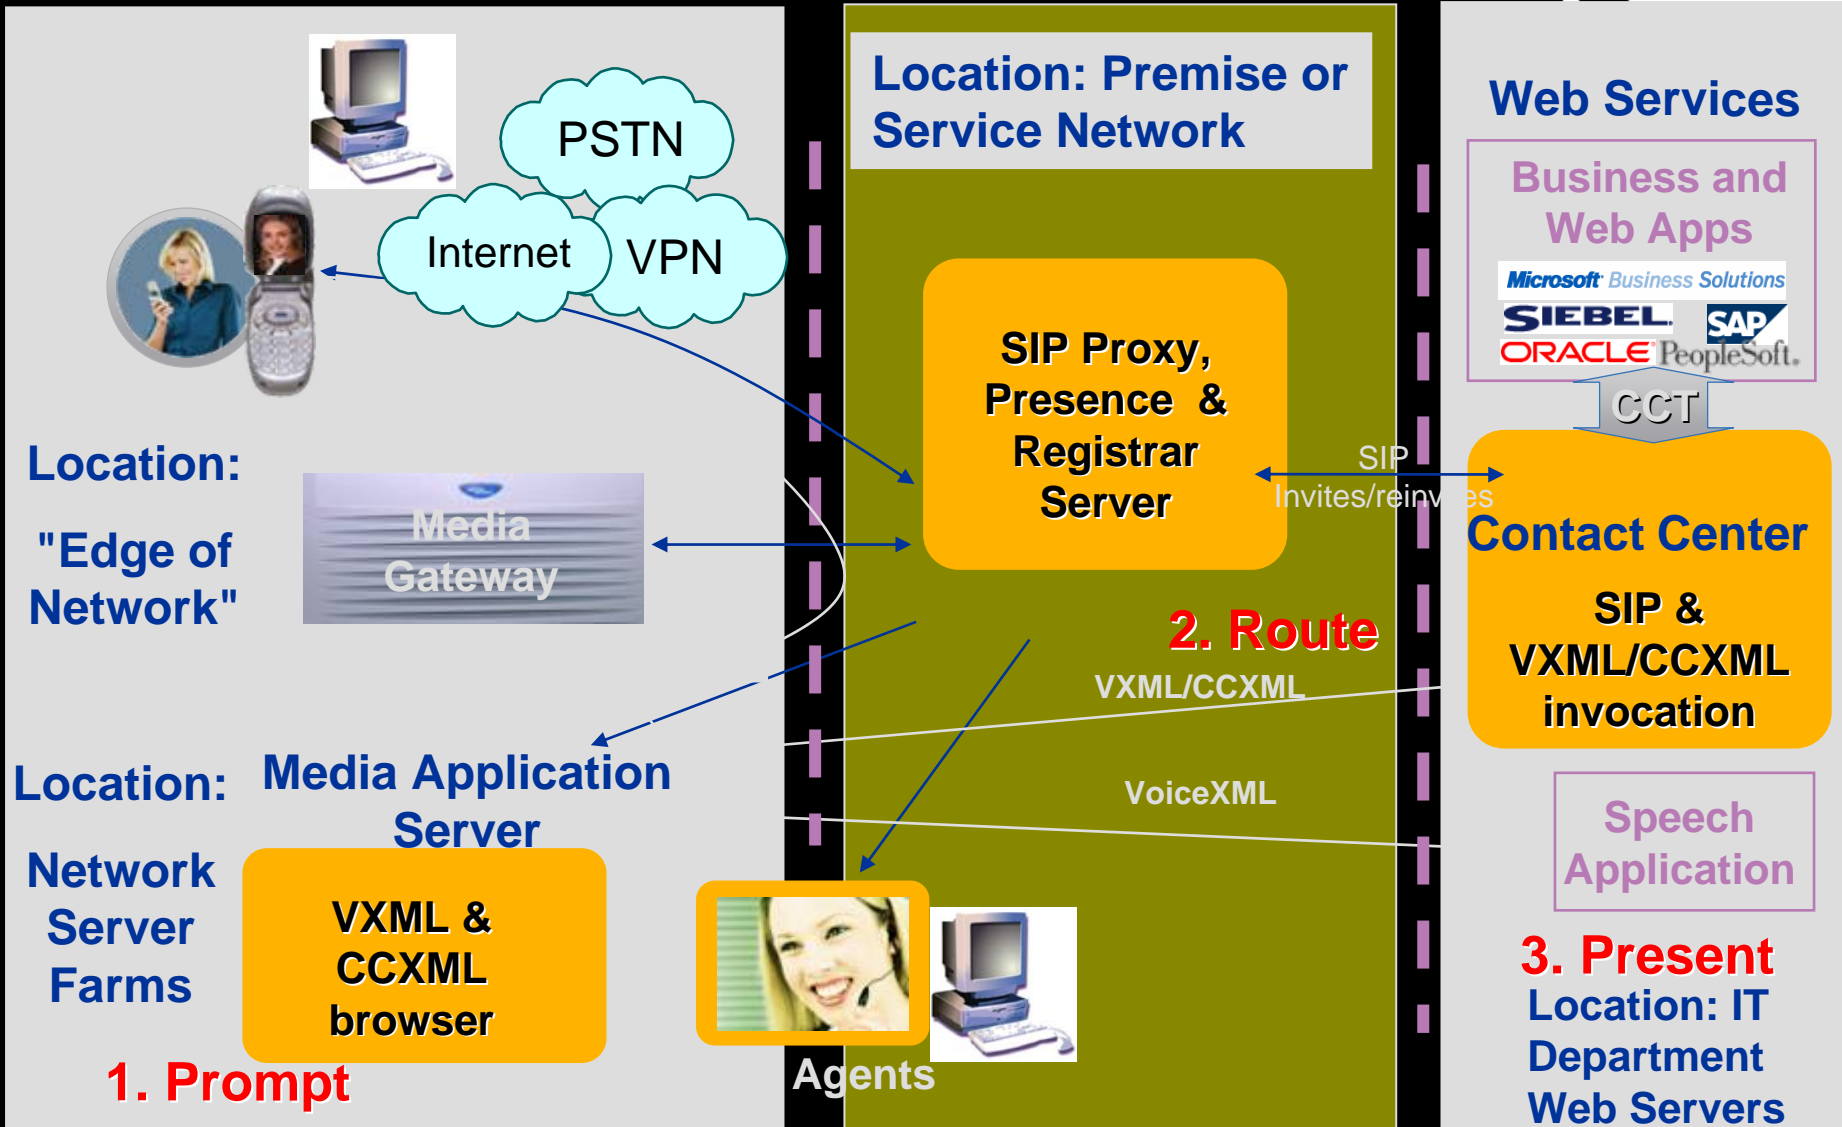 PSTN
Internet
VPN
Location:
"Edge of
Network"
Media
Gateway
Location:
Network
Server
Farms
Media Application
Server
VXML &
CCXML
browser
1. Prompt
Location: Premise or
Service Network
SIP Proxy,
Presence &
Registrar
Server
SIP
Invites/reinvites
2. Route
VXML/CCXML
VoiceXML
Agents
Web Services
Business and
Web Apps
Microsoft Business Solutions
SIEBEL.
SAP
ORACLE PeopleSoft.
CCT
Contact Center
SIP &
VXML/CCXML
invocation
Speech
Application
3. Present
Location: IT
Department
Web Servers